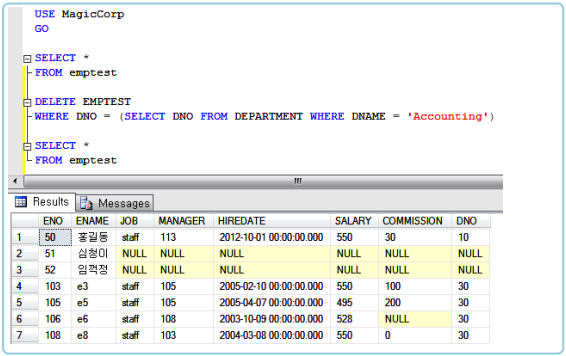 USE MagicCorp
GO
SELECT *
FROM emptest
DELETE EMPTEST
WHERE DNO = (SELECT DNO FROM DEPARTMENT WHERE DNAME = 'Accounting')
SELECT *
FROM emptest
Results Messages
ENO ENAME JOB MANAGER HIREDATE SALARY COMMISSION DNO
1 50 홍길동 staff 113 2012-10-01 00:00:00.000 550 30 10
2 51 심청이 NULL NULL NULL NULL NULL NULL
3 52 임꺽정 NULL NULL NULL NULL NULL NULL
4 103 e3 staff 105 2005-02-10 00:00:00.000 550 100 30
5 105 e5 staff 105 2005-04-07 00:00:00.000 495 200 30
6 106 e6 staff 108 2003-10-09 00:00:00.000 528 NULL 30
7 108 e8 staff 103 2004-03-08 00:00:00.000 550 0 30